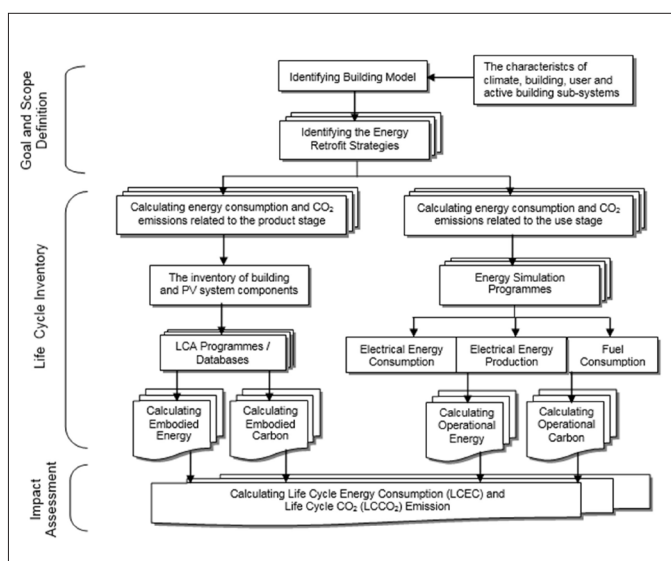 Goal and Scope
Definition
Identifying Building Model
The characteristcs of
climate, building, user and
active building sub-systems
Identifying the Energy
Retrofit Strategies
Life Cycle Inventory
Calculating energy consumption and CO₂
emissions related to the product stage
Calculating energy consumption and CO₂
emissions related to the use stage
The inventory of building
and PV system components
Energy Simulation
Programmes
LCA Programmes /
Databases
Electrical Energy
Consumption
Electrical Energy
Production
Fuel
Consumption
Calculating
Embodied
Energy
Calculating
Embodied
Carbon
Calculating
Operational
Energy
Calculating
Operational
Carbon
Impact
Assessment
Calculating Life Cycle Energy Consumption (LCEC) and
Life Cycle CO₂ (LCCO₂) Emission